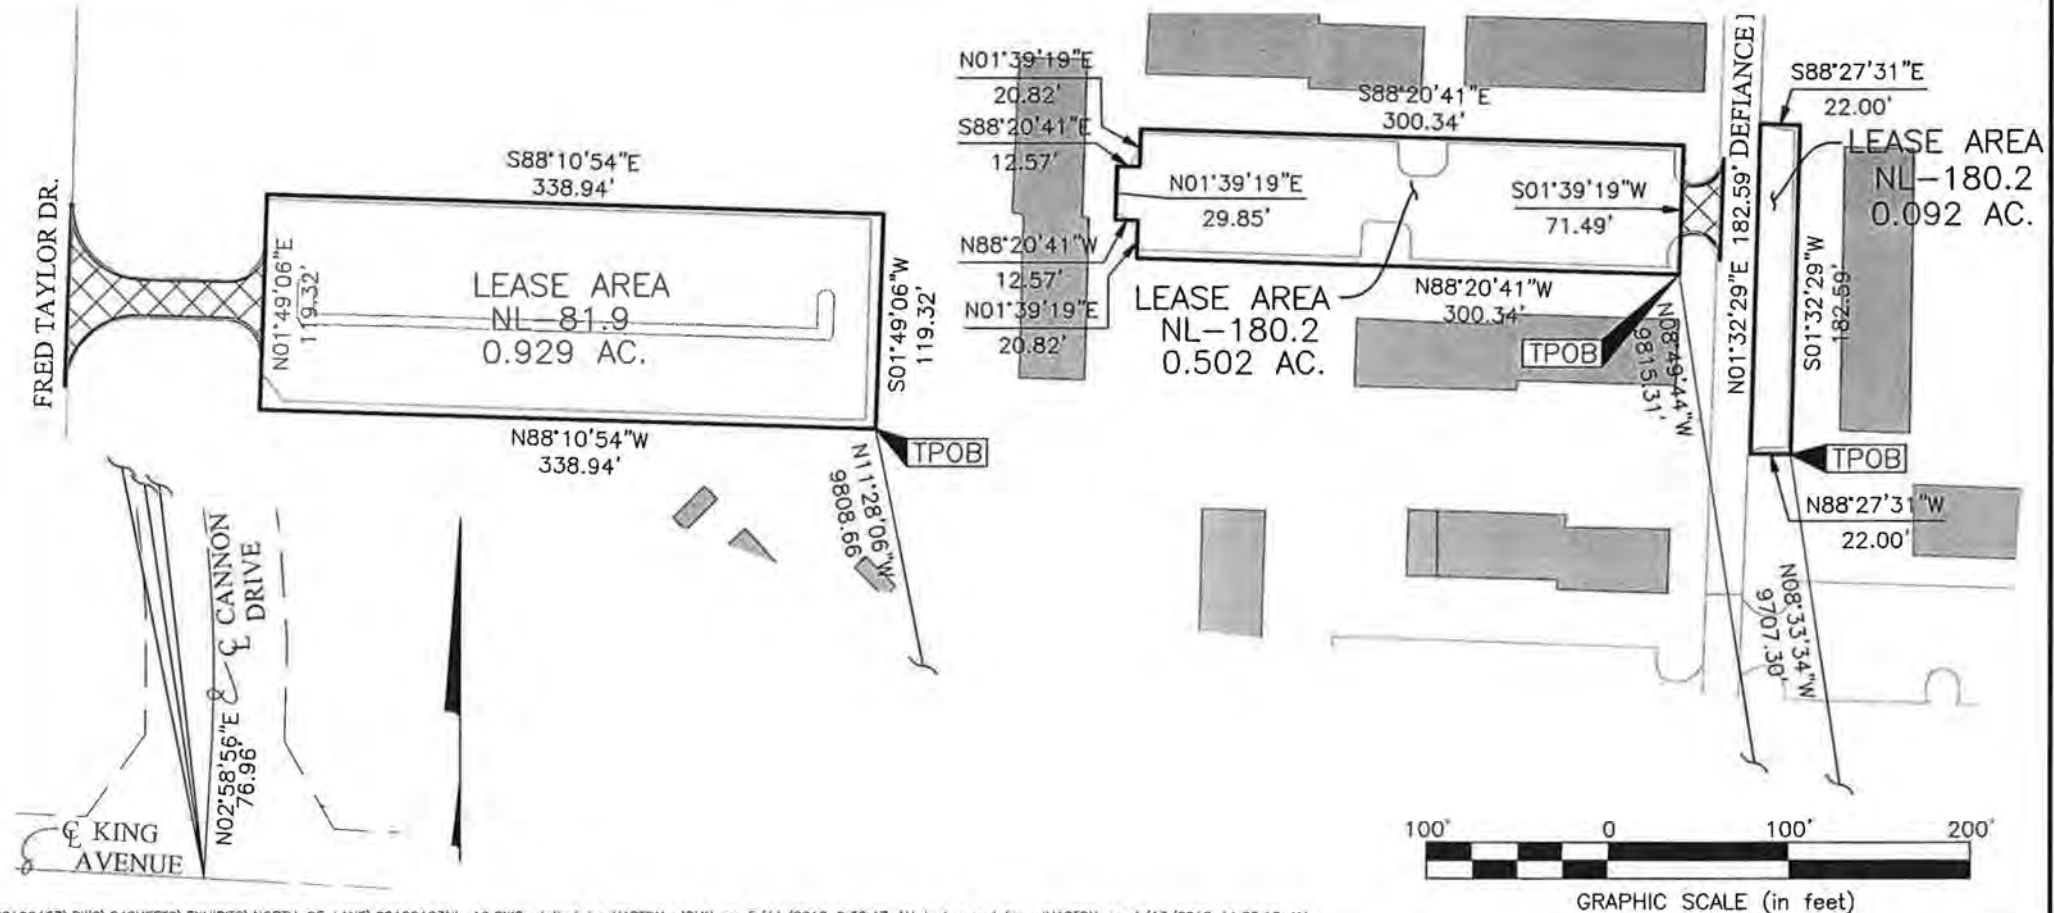 FRED TAYLOR DR.
S88°10'54"E
338.94'
N01°49'06"E
119.32'
LEASE AREA
NL-81.9
0.929 AC.
S01°49'06"W
119.32'
N88°10'54"W
338.94'
TPOB
N11°28'06"W
9808.66'
N01°39'19"E
20.82'
S88°20'41"E
12.57'
N01°39'19"E
29.85'
N88°20'41"W
12.57'
N01°39'19"E
20.82'
S88°20'41"E
300.34'
S01°39'19"W
71.49'
LEASE AREA
NL-180.2
0.502 AC.
N88°20'41"W
300.34'
TPOB
N08°49'44"W
9815.31'
DEFIANCE
N01°32'29"E 182.59'
S88°27'31"E
22.00'
LEASE AREA
NL-180.2
0.092 AC.
S01°32'29"W
182.59'
TPOB
N88°27'31"W
22.00'
N08°33'34"W
9707.30'
℄ CANNON
DRIVE
N02°58'56"E
76.96'
℄ KING
AVENUE
100' 0 100' 200'
GRAPHIC SCALE (in feet)